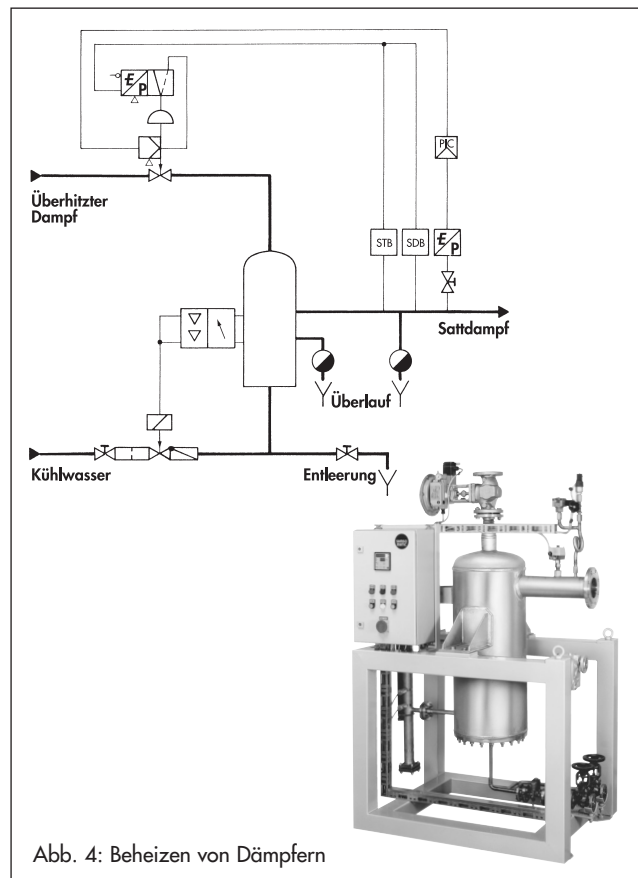 E
P
PIC
Überhitzter
Dampf
STB
SDB
E
P
Sattdampf
Überlauf
Kühlwasser
Entleerung
Abb. 4: Beheizen von Dämpfern